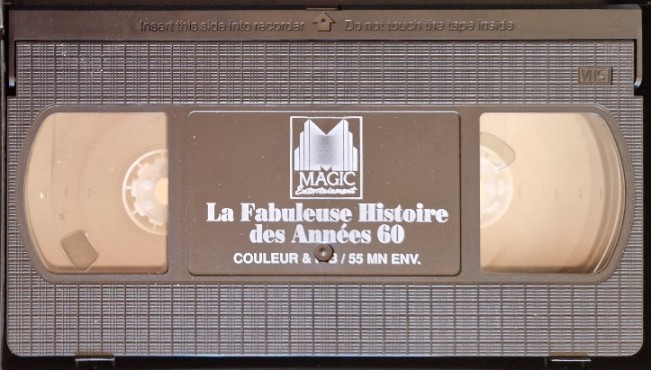 Insert this side into recorder Do not touch the tape inside
VHS
MAGIC
Entertainment
La Fabuleuse Histoire
des Années 60
COULEUR & / 55 MN ENV.